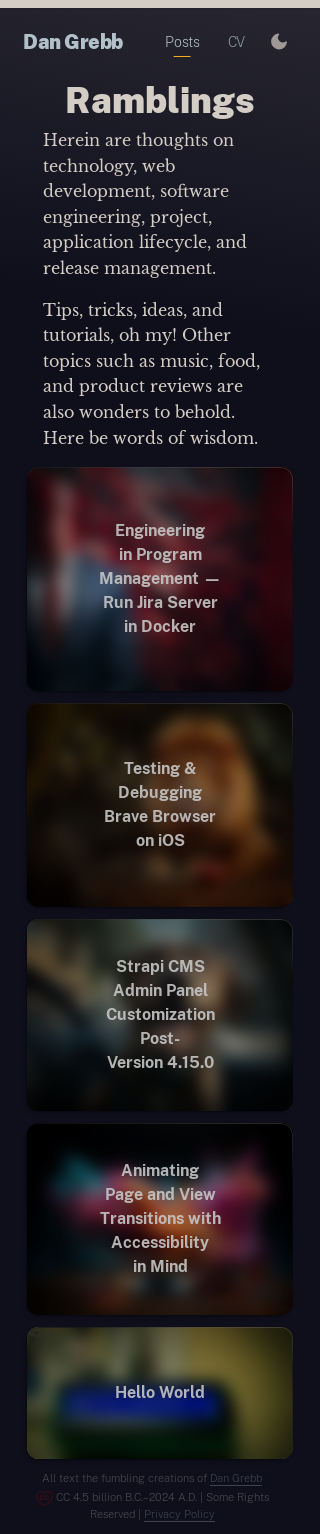 Dan Grebb
Posts
CV
Ramblings
Herein are thoughts on
technology, web
development, software
engineering, project,
application lifecycle, and
release management.
Tips, tricks, ideas, and
tutorials, oh my! Other
topics such as music, food,
and product reviews are
also wonders to behold.
Here be words of wisdom.
Engineering
in Program
Management —
Run Jira Server
in Docker
Testing &
Debugging
Brave Browser
on iOS
Strapi CMS
Admin Panel
Customization
Post-
Version 4.15.0
Animating
Page and View
Transitions with
Accessibility
in Mind
Hello World
All text the fumbling creations of Dan Grebb
CC 4.5 billion B.C.–2024 A.D. | Some Rights
Reserved | Privacy Policy